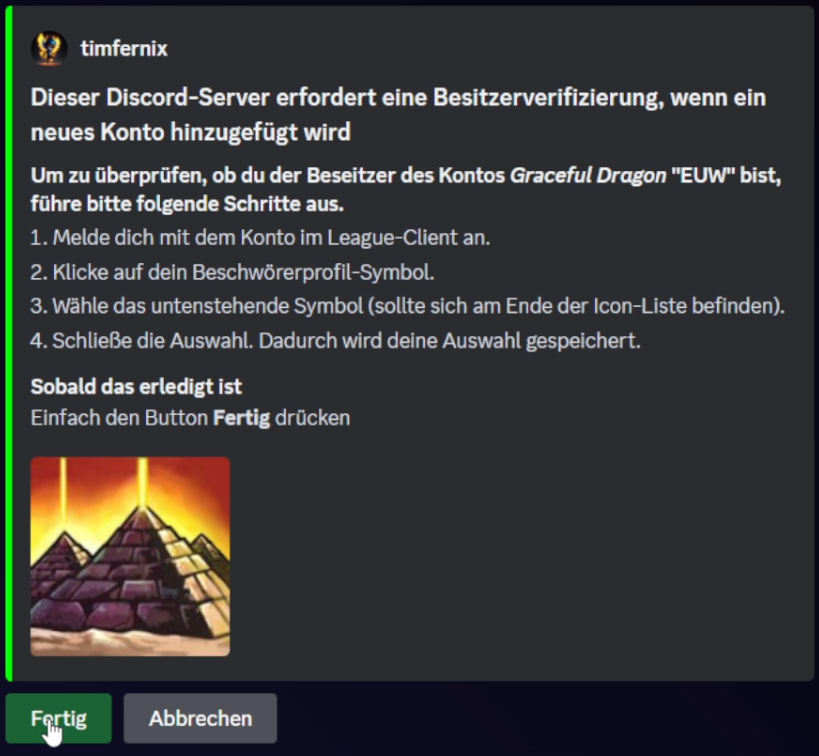 timfernix
Dieser Discord-Server erfordert eine Besitzerverifizierung, wenn ein
neues Konto hinzugefügt wird
Um zu überprüfen, ob du der Beseitzer des Kontos Graceful Dragon "EUW" bist,
führe bitte folgende Schritte aus.
1. Melde dich mit dem Konto im League-Client an.
2. Klicke auf dein Beschwörerprofil-Symbol.
3. Wähle das untenstehende Symbol (sollte sich am Ende der Icon-Liste befinden).
4. Schließe die Auswahl. Dadurch wird deine Auswahl gespeichert.
Sobald das erledigt ist
Einfach den Button Fertig drücken
Fertig Abbrechen